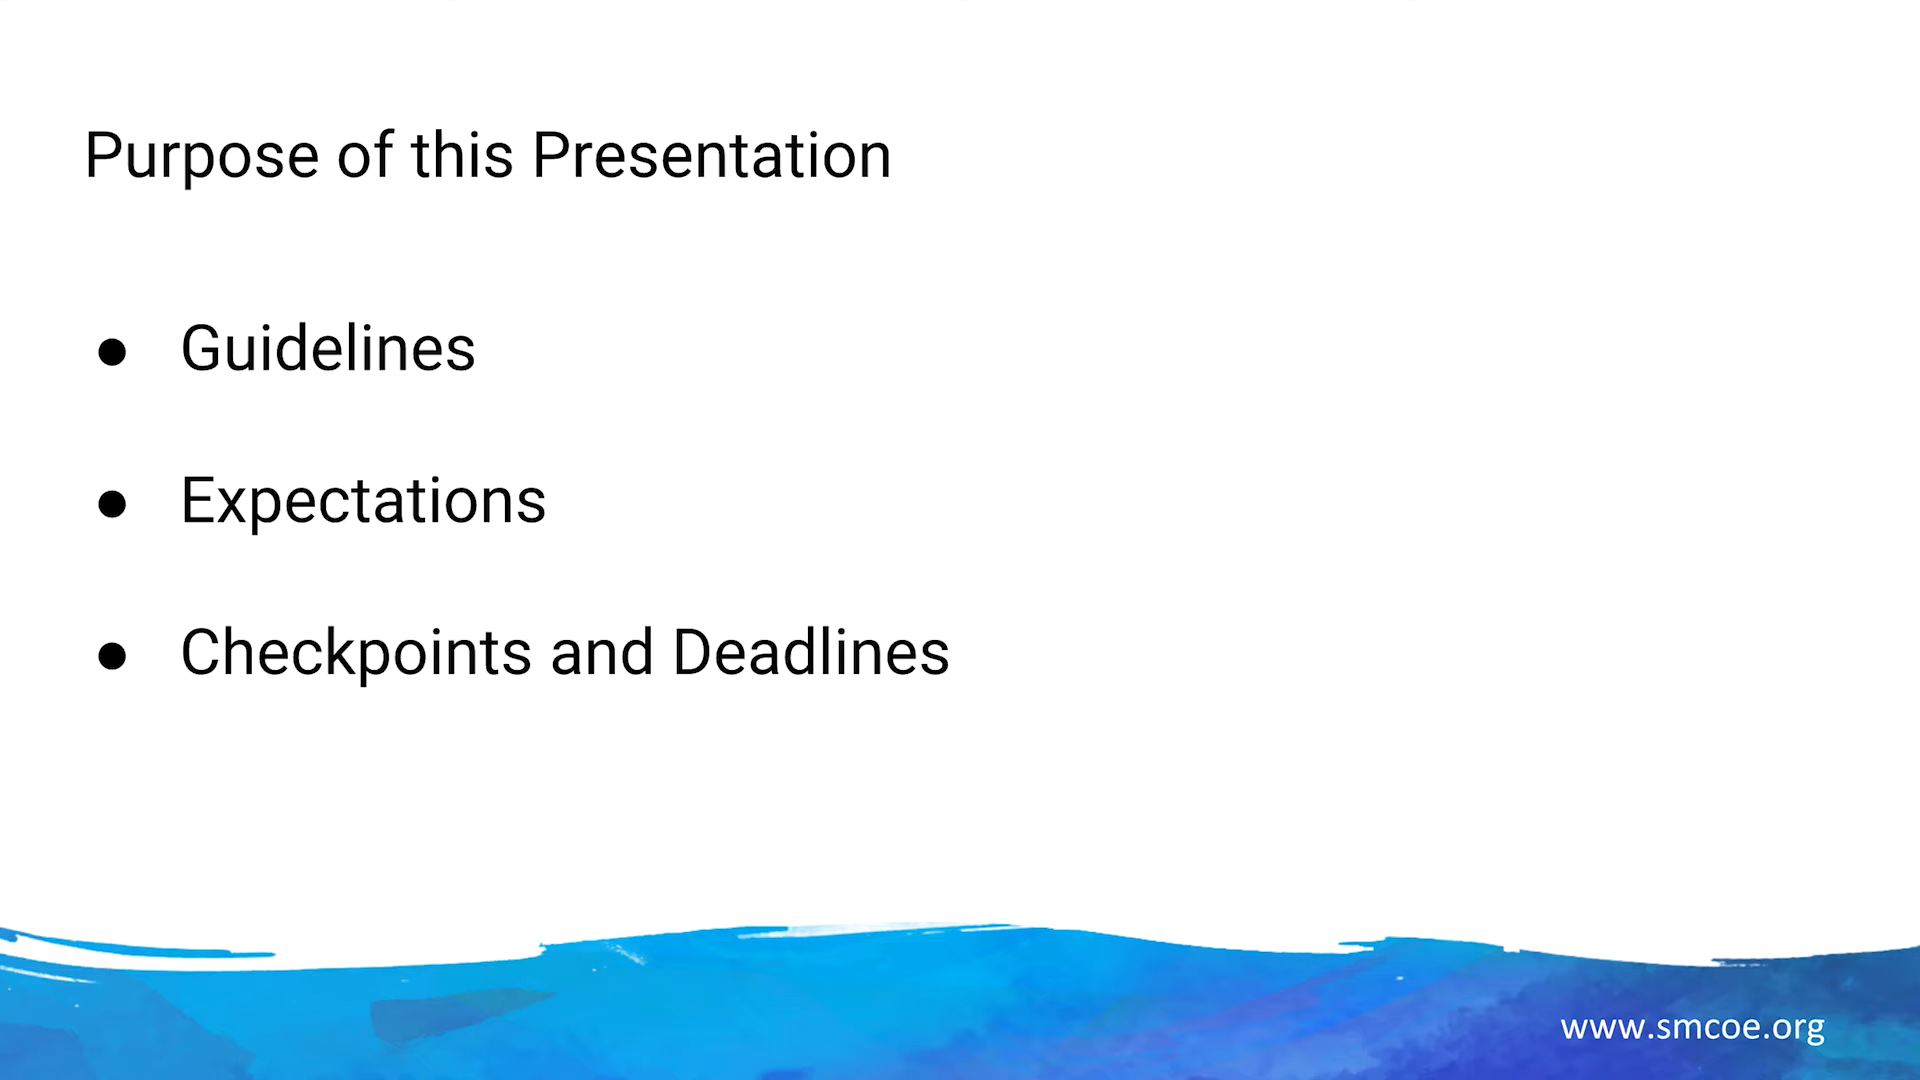 Purpose of this Presentation
● Guidelines
● Expectations
● Checkpoints and Deadlines
www.smcoe.org